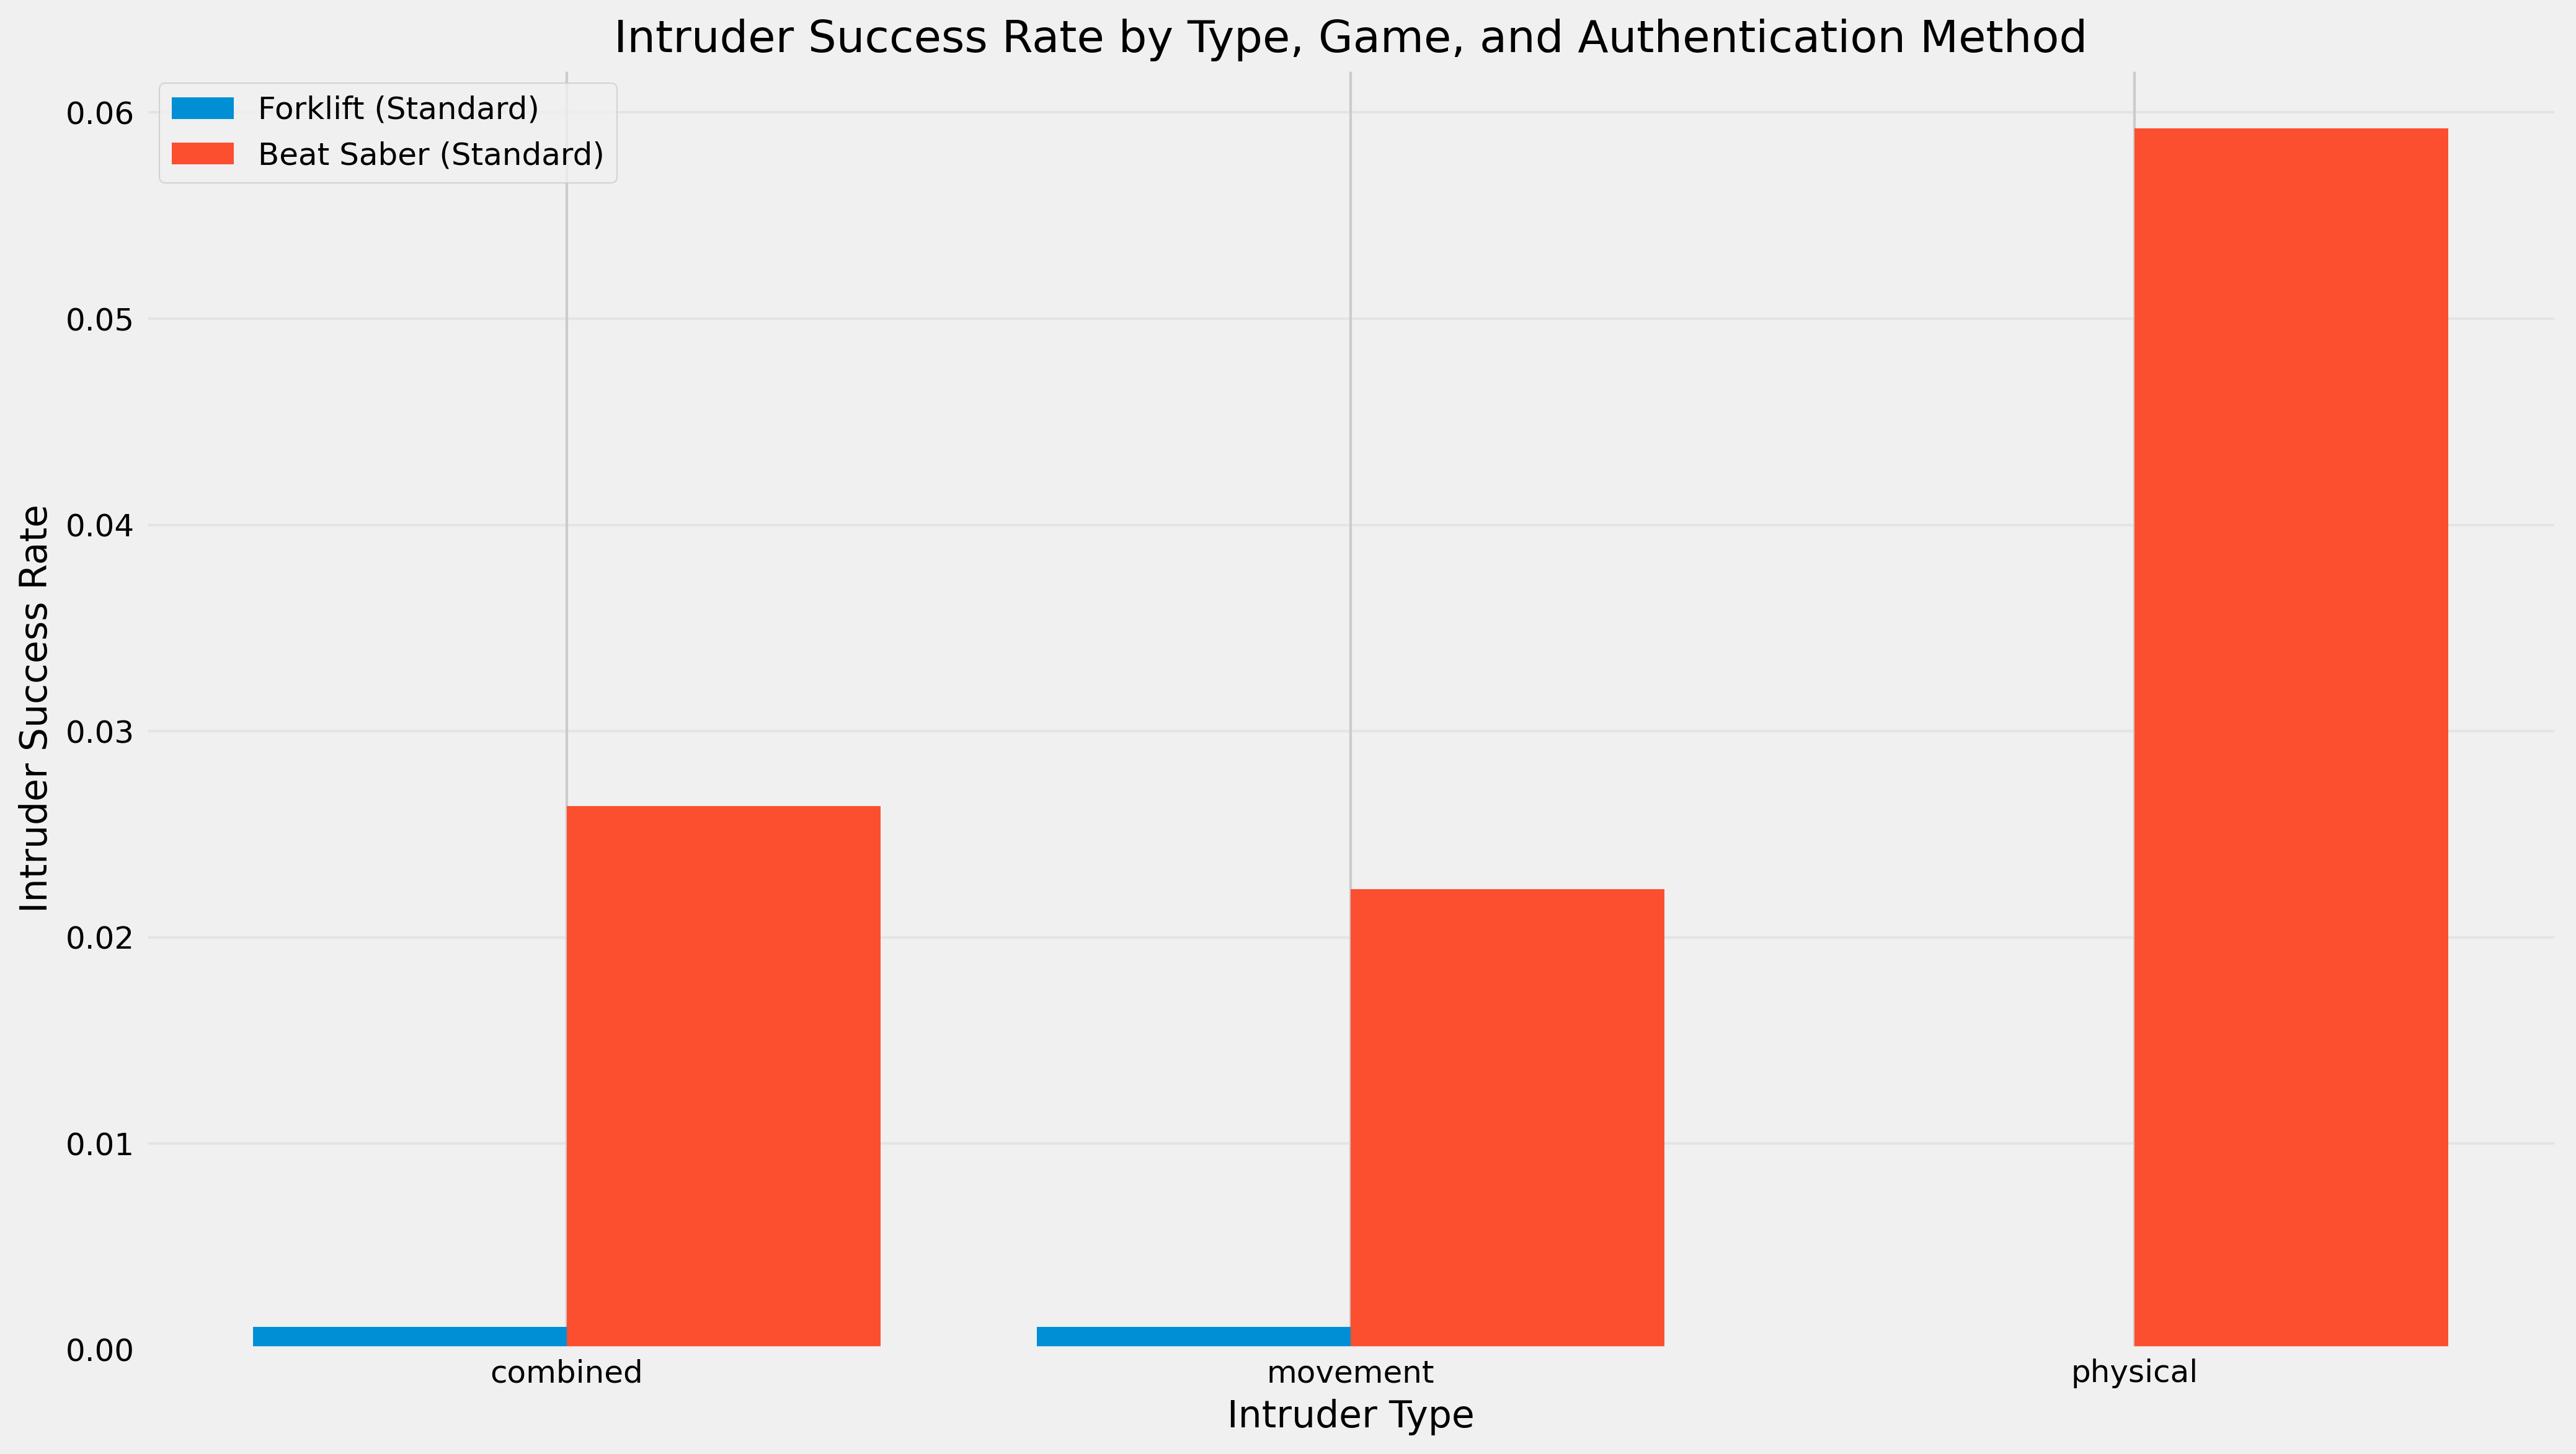 Intruder Success Rate by Type, Game, and Authentication Method
Forklift (Standard)
Beat Saber (Standard)
Intruder Success Rate
0.06
0.05
0.04
0.03
0.02
0.01
0.00
combined
movement
physical
Intruder Type